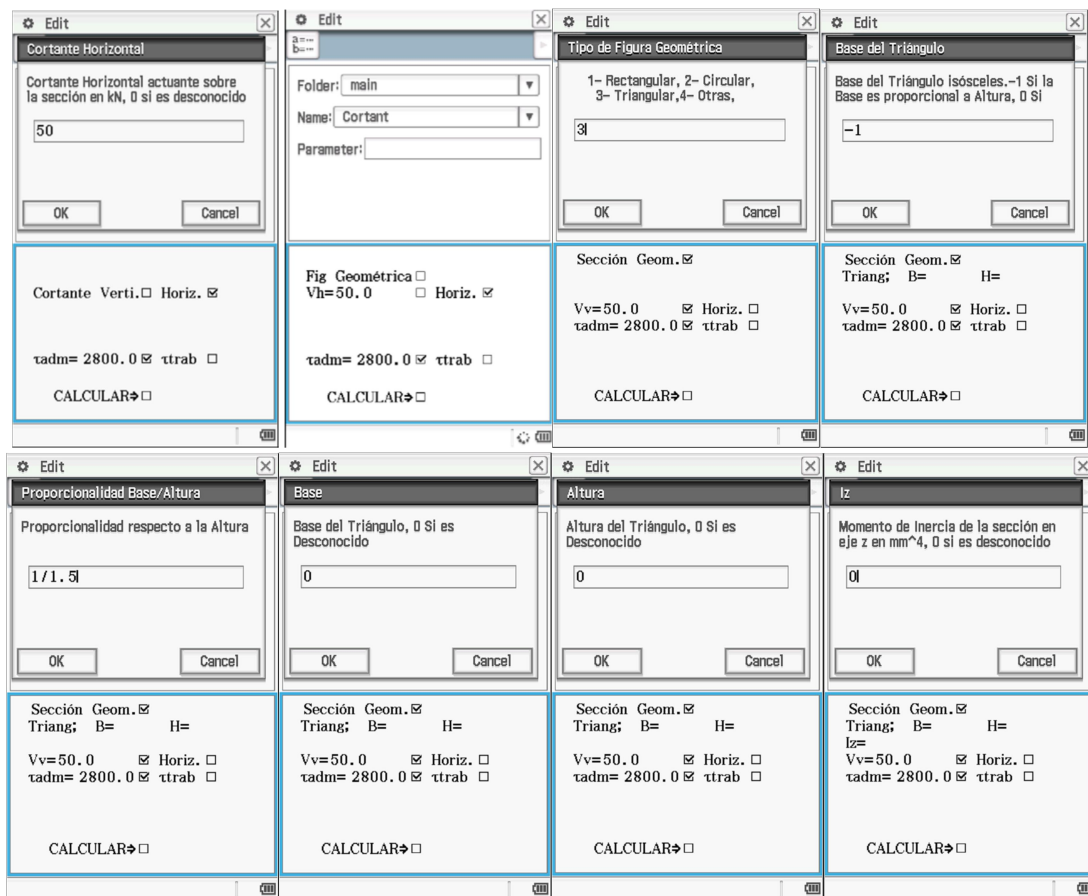 Edit
Cortante Horizontal
Cortante Horizontal actuante sobre
la sección en kN, 0 si es desconocido
50
OK Cancel
Cortante Verti.☐ Horiz. ☑
τadm= 2800.0☑ τtrab ☐
CALCULAR➔☐
Edit
a=--
b=--
Folder: main
Name: Cortant
Parameter:
Fig Geométrica☐
Vh=50.0 ☐ Horiz. ☑
τadm= 2800.0☑ τtrab ☐
CALCULAR➔☐
Edit
Tipo de Figura Geométrica
1- Rectangular, 2- Circular,
3- Triangular,4- Otras,
3
OK Cancel
Sección Geom.☑
Vv=50.0 ☑ Horiz. ☐
τadm= 2800.0☑ τtrab ☐
CALCULAR➔☐
Edit
Base del Triángulo
Base del Triángulo isósceles.-1 Si la
Base es proporcional a Altura, 0 Si
-1
OK Cancel
Sección Geom.☑
Triang; B= H=
Vv=50.0 ☑ Horiz. ☐
τadm= 2800.0☑ τtrab ☐
CALCULAR➔☐
Edit
Proporcionalidad Base/Altura
Proporcionalidad respecto a la Altura
1/1.5
OK Cancel
Sección Geom.☑
Triang; B= H=
Vv=50.0 ☑ Horiz. ☐
τadm= 2800.0☑ τtrab ☐
CALCULAR➔☐
Edit
Base
Base del Triángulo, 0 Si es
Desconocido
0
OK Cancel
Sección Geom.☑
Triang; B= H=
Vv=50.0 ☑ Horiz. ☐
τadm= 2800.0☑ τtrab ☐
CALCULAR➔☐
Edit
Altura
Altura del Triángulo, 0 Si es
Desconocido
0
OK Cancel
Sección Geom.☑
Triang; B= H=
Vv=50.0 ☑ Horiz. ☐
τadm= 2800.0☑ τtrab ☐
CALCULAR➔☐
Edit
Iz
Momento de Inercia de la sección en
eje z en mm^4, 0 si es desconocido
0
OK Cancel
Sección Geom.☑
Triang; B= H=
Iz=
Vv=50.0 ☑ Horiz. ☐
τadm= 2800.0☑ τtrab ☐
CALCULAR➔☐